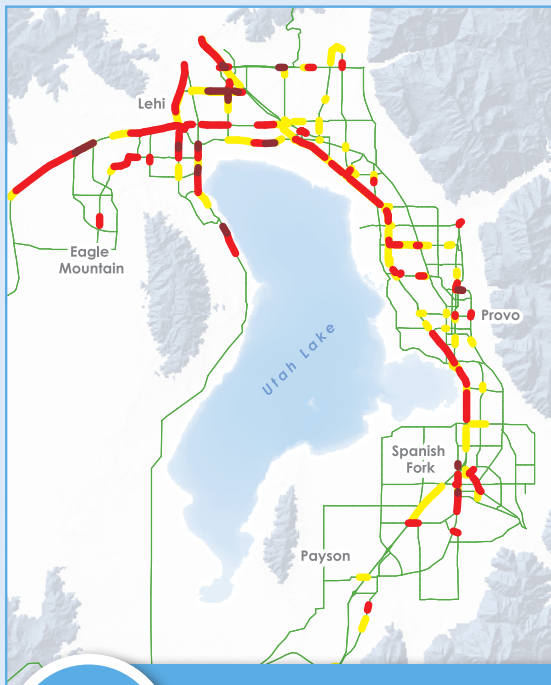 Lehi
Eagle
Mountain
Utah Lake
Provo
Spanish
Fork
Payson